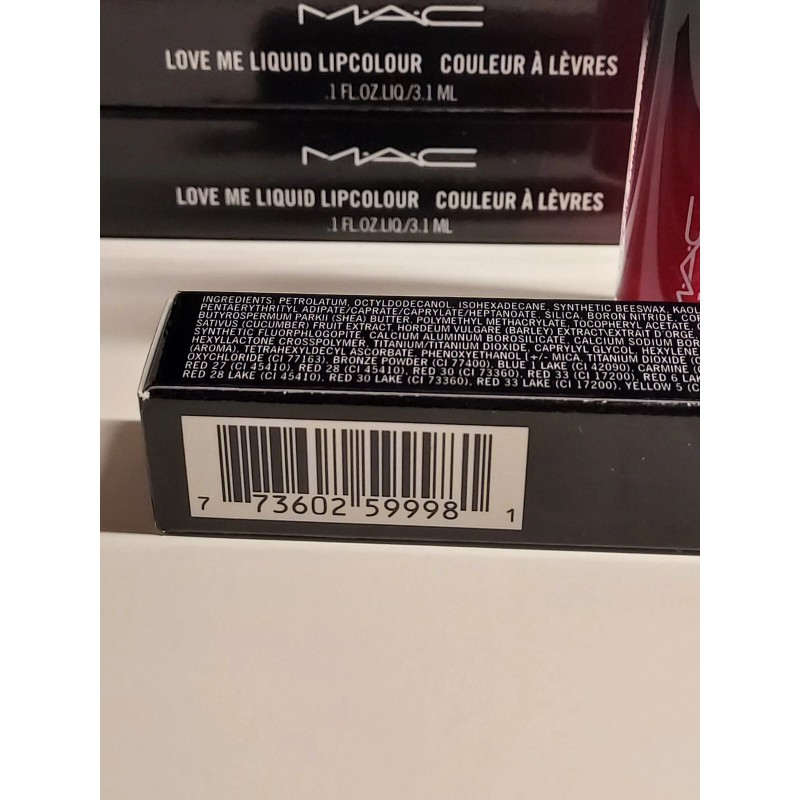 MAC
LOVE ME LIQUID LIPCOLOUR COULEUR À LÈVRES
.1 FL.OZ.LIQ./3.1 ML
MAC
LOVE ME LIQUID LIPCOLOUR COULEUR À LÈVRES
.1 FL.OZ.LIQ./3.1 ML
MAC
INGREDIENTS: PETROLATUM, OCTYLDODECANOL, ISOHEXADECANE, SYNTHETIC BEESWAX,
PENTAERYTHRITYL ADIPATE/CAPRATE/CAPRYLATE/HEPTANOATE, SILICA, BORON NITRIDE,
BUTYROSPERMUM PARKII (SHEA) BUTTER, POLYMETHYL METHACRYLATE, TOCOPHERYL ACETATE,
SATIVUS (CUCUMBER) FRUIT EXTRACT, HORDEUM VULGARE (BARLEY) EXTRACT\EXTRAIT D'ORGE,
SYNTHETIC FLUORPHLOGOPITE, CALCIUM ALUMINUM BOROSILICATE, CALCIUM SODIUM
HEXYLLACTONE CROSSPOLYMER, TITANIUM/TITANIUM DIOXIDE, CAPRYLYL GLYCOL, HEXYLENE
(AROMA), TETRAHEXYLDECYL ASCORBATE, PHENOXYETHANOL [+/- MICA, TITANIUM DIOXIDE
OXYCHLORIDE (CI 77163), BRONZE POWDER (CI 77400), BLUE 1 LAKE (CI 42090), CARMINE
RED 27 (CI 45410), RED 28 (CI 45410), RED 30 (CI 73360), RED 33 (CI 17200), RED 6
RED 28 LAKE (CI 45410), RED 30 LAKE (CI 73360), RED 33 LAKE (CI 17200), YELLOW 5
7 73602 59998 1